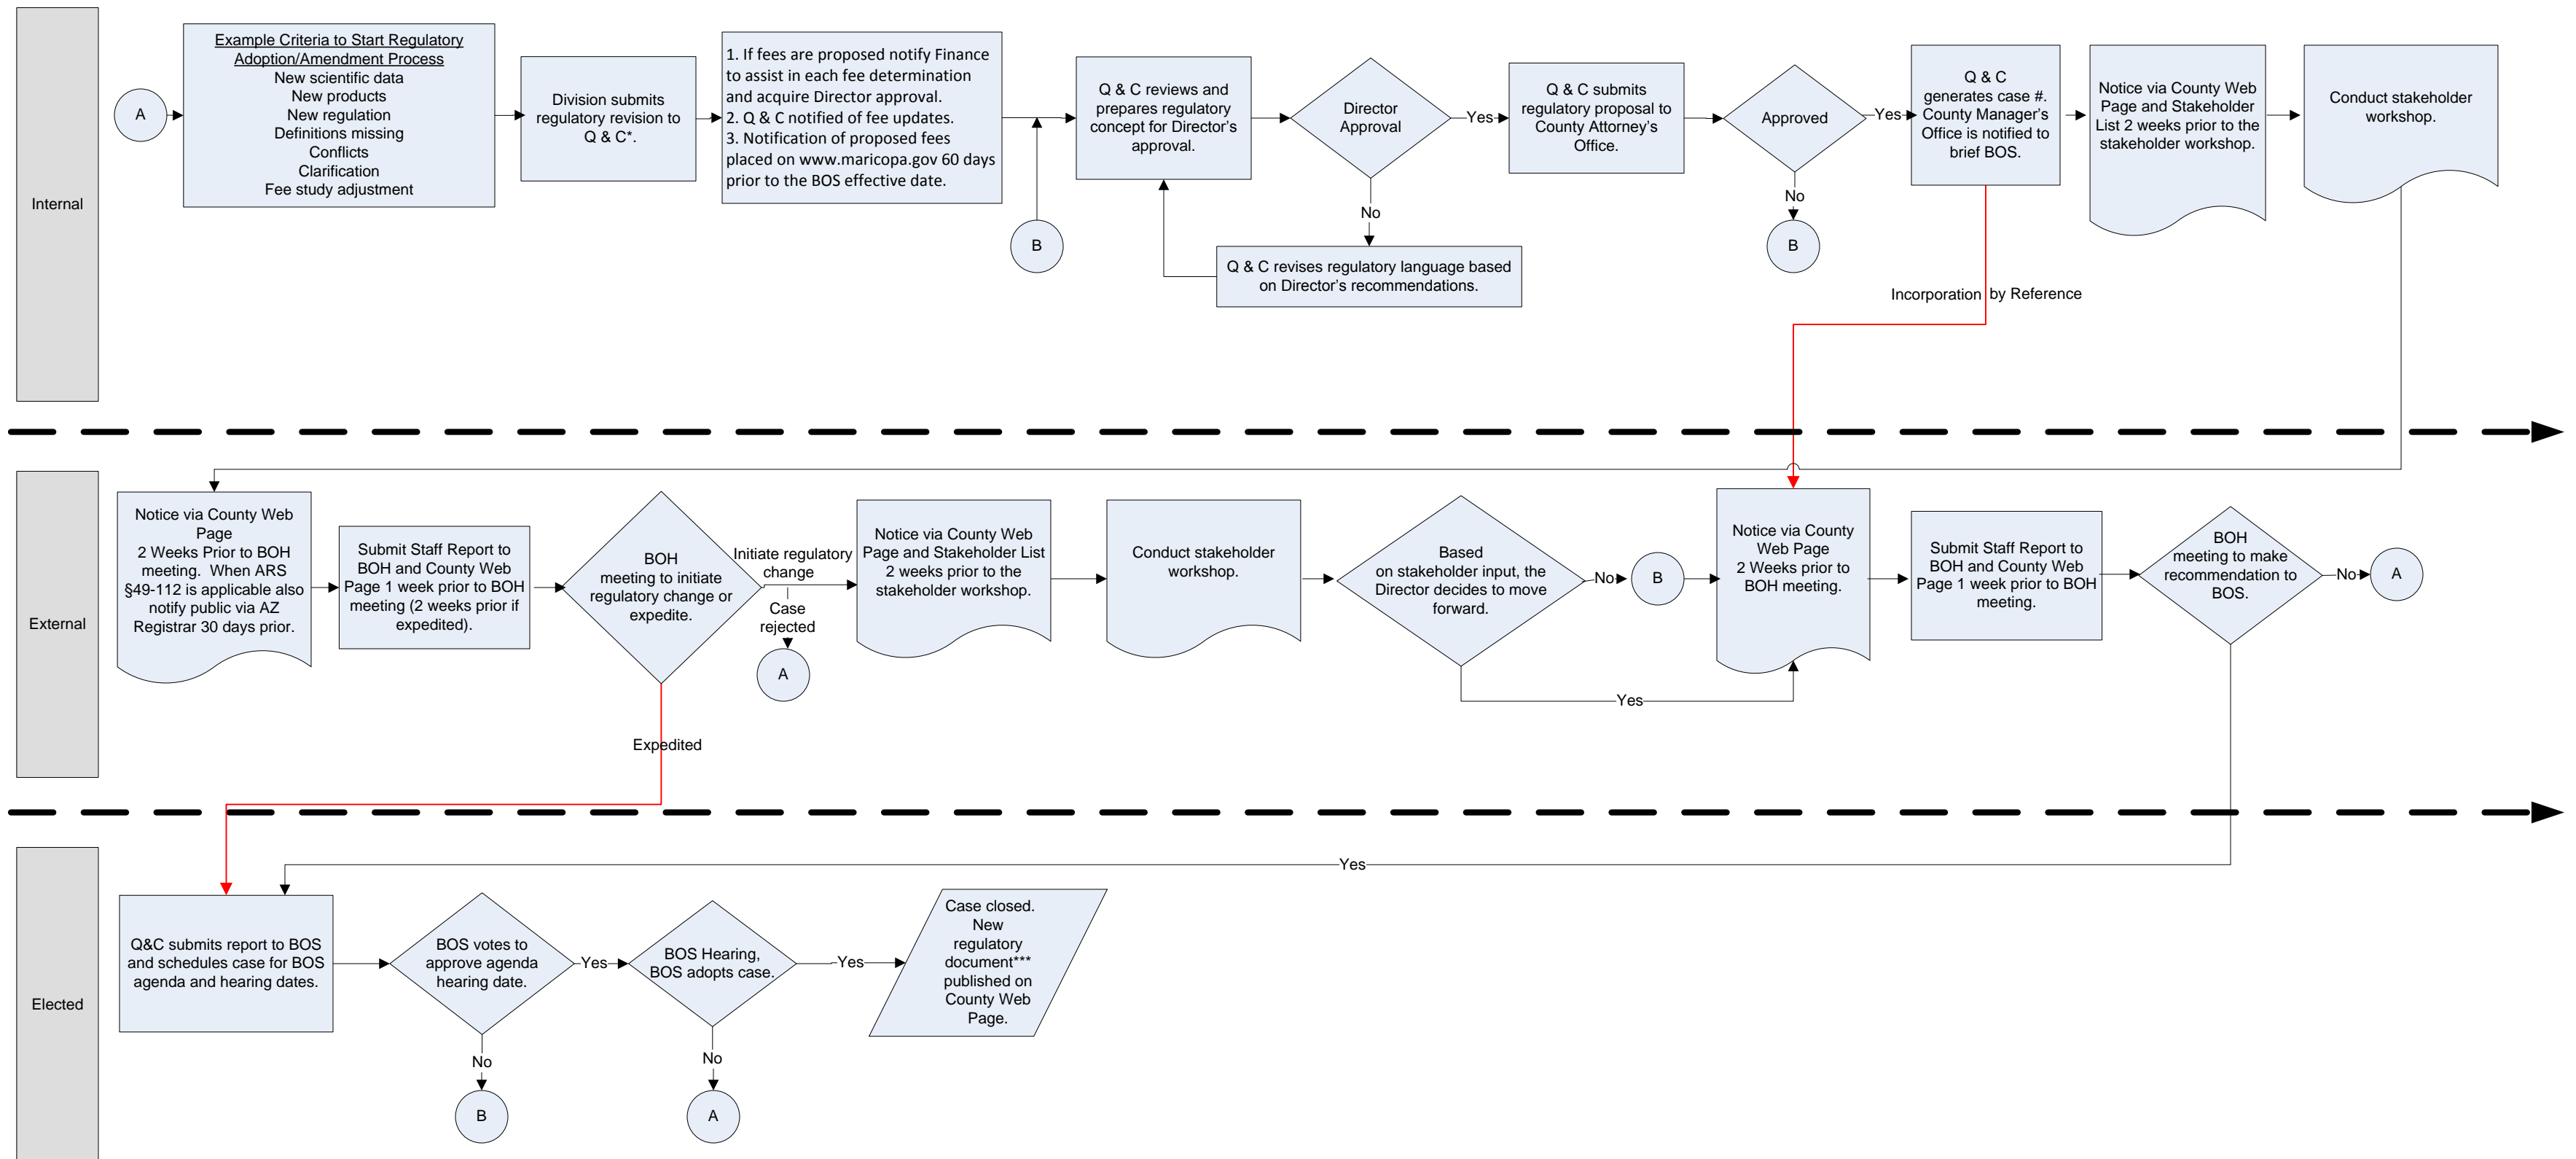 Internal
A
Example Criteria to Start Regulatory
Adoption/Amendment Process
New scientific data
New products
New regulation
Definitions missing
Conflicts
Clarification
Fee study adjustment
Division submits
regulatory revision to
Q & C*.
1. If fees are proposed notify Finance
to assist in each fee determination
and acquire Director approval.
2. Q & C notified of fee updates.
3. Notification of proposed fees
placed on www.maricopa.gov 60 days
prior to the BOS effective date.
B
Q & C reviews and
prepares regulatory
concept for Director's
approval.
Director
Approval
Yes
No
Q & C revises regulatory language based
on Director's recommendations.
Q & C submits
regulatory proposal to
County Attorney's
Office.
Approved
Yes
No
B
Q & C
generates case #.
County Manager's
Office is notified to
brief BOS.
Incorporation by Reference
Notice via County Web
Page and Stakeholder
List 2 weeks prior to the
stakeholder workshop.
Conduct stakeholder
workshop.
External
Notice via County Web
Page
2 Weeks Prior to BOH
meeting. When ARS
§49-112 is applicable also
notify public via AZ
Registrar 30 days prior.
Submit Staff Report to
BOH and County Web
Page 1 week prior to BOH
meeting (2 weeks prior if
expedited).
BOH
meeting to initiate
regulatory change or
expedite.
Initiate regulatory
change
Case
rejected
A
Expedited
Notice via County Web
Page and Stakeholder List
2 weeks prior to the
stakeholder workshop.
Conduct stakeholder
workshop.
Based
on stakeholder input, the
Director decides to move
forward.
No
B
Yes
Notice via County
Web Page
2 Weeks prior to
BOH meeting.
Submit Staff Report to
BOH and County Web
Page 1 week prior to BOH
meeting.
BOH
meeting to make
recommendation to
BOS.
No
A
Yes
Elected
Q&C submits report to BOS
and schedules case for BOS
agenda and hearing dates.
BOS votes to
approve agenda
hearing date.
Yes
No
B
BOS Hearing,
BOS adopts case.
Yes
No
A
Case closed.
New
regulatory
document***
published on
County Web
Page.